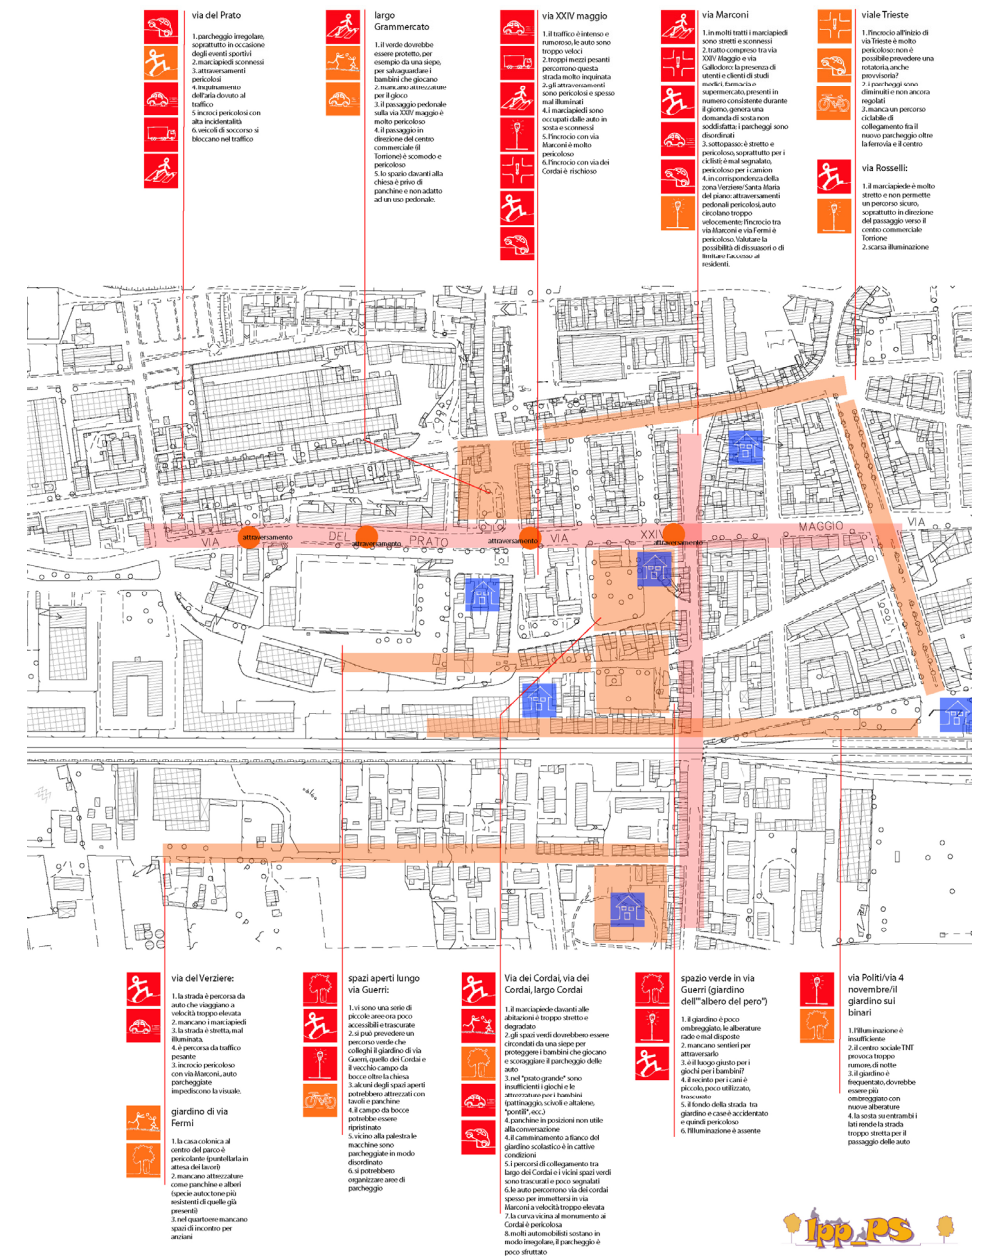 via del Prato
1. parcheggio irregolare,
soprattutto in occasione
degli eventi sportivi
2. marciapiedi sconnessi
3. attraversamenti
pericolosi
4. inquinamento
dell'aria dovuto al
traffico
5 incroci pericolosi con
alta incidentalità
6. veicoli di soccorso si
bloccano nel traffico
largo
Grammercato
1. il verde dovrebbe
essere protetto, per
esempio da una siepe,
per salvaguardare i
bambini che giocano
2. mancano attrezzature
per il gioco
3. il passaggio pedonale
sulla via XXIV maggio è
molto pericoloso
4. il passaggio in
direzione del centro
commerciale (il
Torrione) è scomodo e
pericoloso
5. lo spazio davanti alla
chiesa è privo di
panchine e non adatto
ad un uso pedonale.
via XXIV maggio
1. il traffico è intenso e
rumoroso, le auto sono
troppo veloci
2. troppi mezzi pesanti
percorrono questa
strada molto inquinata
2. gli attraversamenti
sono pericolosi e spesso
mal illuminati
4. i marciapiedi sono
occupati dalle auto in
sosta e sconnessi
5. l'incrocio con via
Marconi è molto
pericoloso
6. l'incrocio con via dei
Cordai è rischioso
via Marconi
1. in molti tratti i marciapiedi
sono stretti e sconnessi
2. tratto compreso tra via
XXIV Maggio e via
Gallodoro: la presenza di
utenti e clienti di studi
medici, farmacia e
supermercato, presenti in
numero consistente durante
il giorno, genera una
domanda di sosta non
soddisfatta; i parcheggi sono
disordinati
3. sottopasso: è stretto e
pericoloso, soprattutto per i
ciclisti; è mal segnalato,
pericoloso per i camion
4. in corrispondenza della
zona Verziere/Santa Maria
del piano: attraversamenti
pedonali pericolosi, auto
circolano troppo
velocemente; l'incrocio tra
via Marconi e via Fermi è
pericoloso. Valutare la
possibilità di dissuasori o di
limitare l'accesso ai
residenti.
viale Trieste
1. l'incrocio all'inizio di
via Trieste è molto
pericoloso: non è
possibile prevedere una
rotatoria, anche
provvisoria?
2. i parcheggi sono
diminuiti e non ancora
regolati
3. manca un percorso
ciclabile di
collegamento fra il
nuovo parcheggio oltre
la ferrovia e il centro
via Rosselli:
1. il marciapiede è molto
stretto e non permette
un percorso sicuro,
soprattutto in direzione
del passaggio verso il
centro commerciale
Torrione
2. scarsa illuminazione
VIA DEL PRATO VIA XXIV MAGGIO VIA
attraversamento
attraversamento
attraversamento
attraversamento
via del Verziere:
1. la strada è percorsa da
auto che viaggiano a
velocità troppo elevata
2. mancano i marciapiedi
3. la strada è stretta, mal
illuminata.
4. è percorsa da traffico
pesante
3. incrocio pericoloso
con via Marconi, auto
parcheggiate
impediscono la visuale.
giardino di via
Fermi
1. la casa colonica al
centro del parco è
pericolante (puntellarla in
attesa dei lavori)
2. mancano attrezzature
come panchine e alberi
(specie autoctone più
resistenti di quelle già
presenti)
3. nel quartoere mancano
spazi di incontro per
anziani
spazi aperti lungo
via Guerri:
1. vi sono una serie di
piccole aree ora poco
accessibili e trascurate
2. si può prevedere un
percorso verde che
colleghi il giardino di via
Guerri, quello dei Cordai e
il vecchio campo da
bocce oltre la chiesa
3. alcuni degli spazi aperti
potrebbero attrezzati con
tavoli e panchine
4. il campo da bocce
potrebbe essere
ripristinato
5. vicino alla palestra le
macchine sono
parcheggiate in modo
disordinato
6. si potrebbero
organizzare aree di
parcheggio
Via dei Cordai, via dei
Cordai, largo Cordai
1. il marciapiede davanti alle
abitazioni è troppo stretto e
degradato
2. gli spazi verdi dovrebbero essere
circondati da una siepe per
proteggere i bambini che giocano
e scoraggiare il parcheggio delle
auto
3. nel "prato grande" sono
insufficienti i giochi e le
attrezzature per i bambini
(pattinaggio, scivoli e altalene,
"pontili", ecc.)
4. panchine in posizioni non utile
alla conversazione
4. il camminamento a fianco del
giardino scolastico è in cattive
condizioni
5. i percorsi di collegamento tra
largo dei Cordai e i vicini spazi verdi
sono trascurati e poco segnalati
6. le auto percorrono via dei cordai
spesso per immettersi in via
Marconi a velocità troppo elevata
7. la curva vicina al monumento ai
Cordai è pericolosa
8. molti automobilisti sostano in
modo irregolare, il parcheggio è
poco sfruttato
spazio verde in via
Guerri (giardino
dell'"albero del pero")
1. il giardino è poco
ombreggiato, le alberature
rade e mal disposte
2. mancano sentieri per
attraversarlo
3. è il luogo giusto per i
giochi per i bambini?
4. il recinto per i cani è
piccolo, poco utilizzato,
trascurato
5. il fondo della strada tra
giardino e case è accidentato
e quindi pericoloso
6. l'illuminazione è assente
via Politi/via 4
novembre/il
giardino sui
binari
1. l'illuminazione è
insufficiente
2. il centro sociale TNT
provoca troppo
rumore, di notte
3. il giardino è
frequentato, dovrebbe
essere più
ombreggiato con
nuove alberature
4. la sosta su entrambi i
lati rende la strada
troppo stretta per il
passaggio delle auto
Ipp_PS